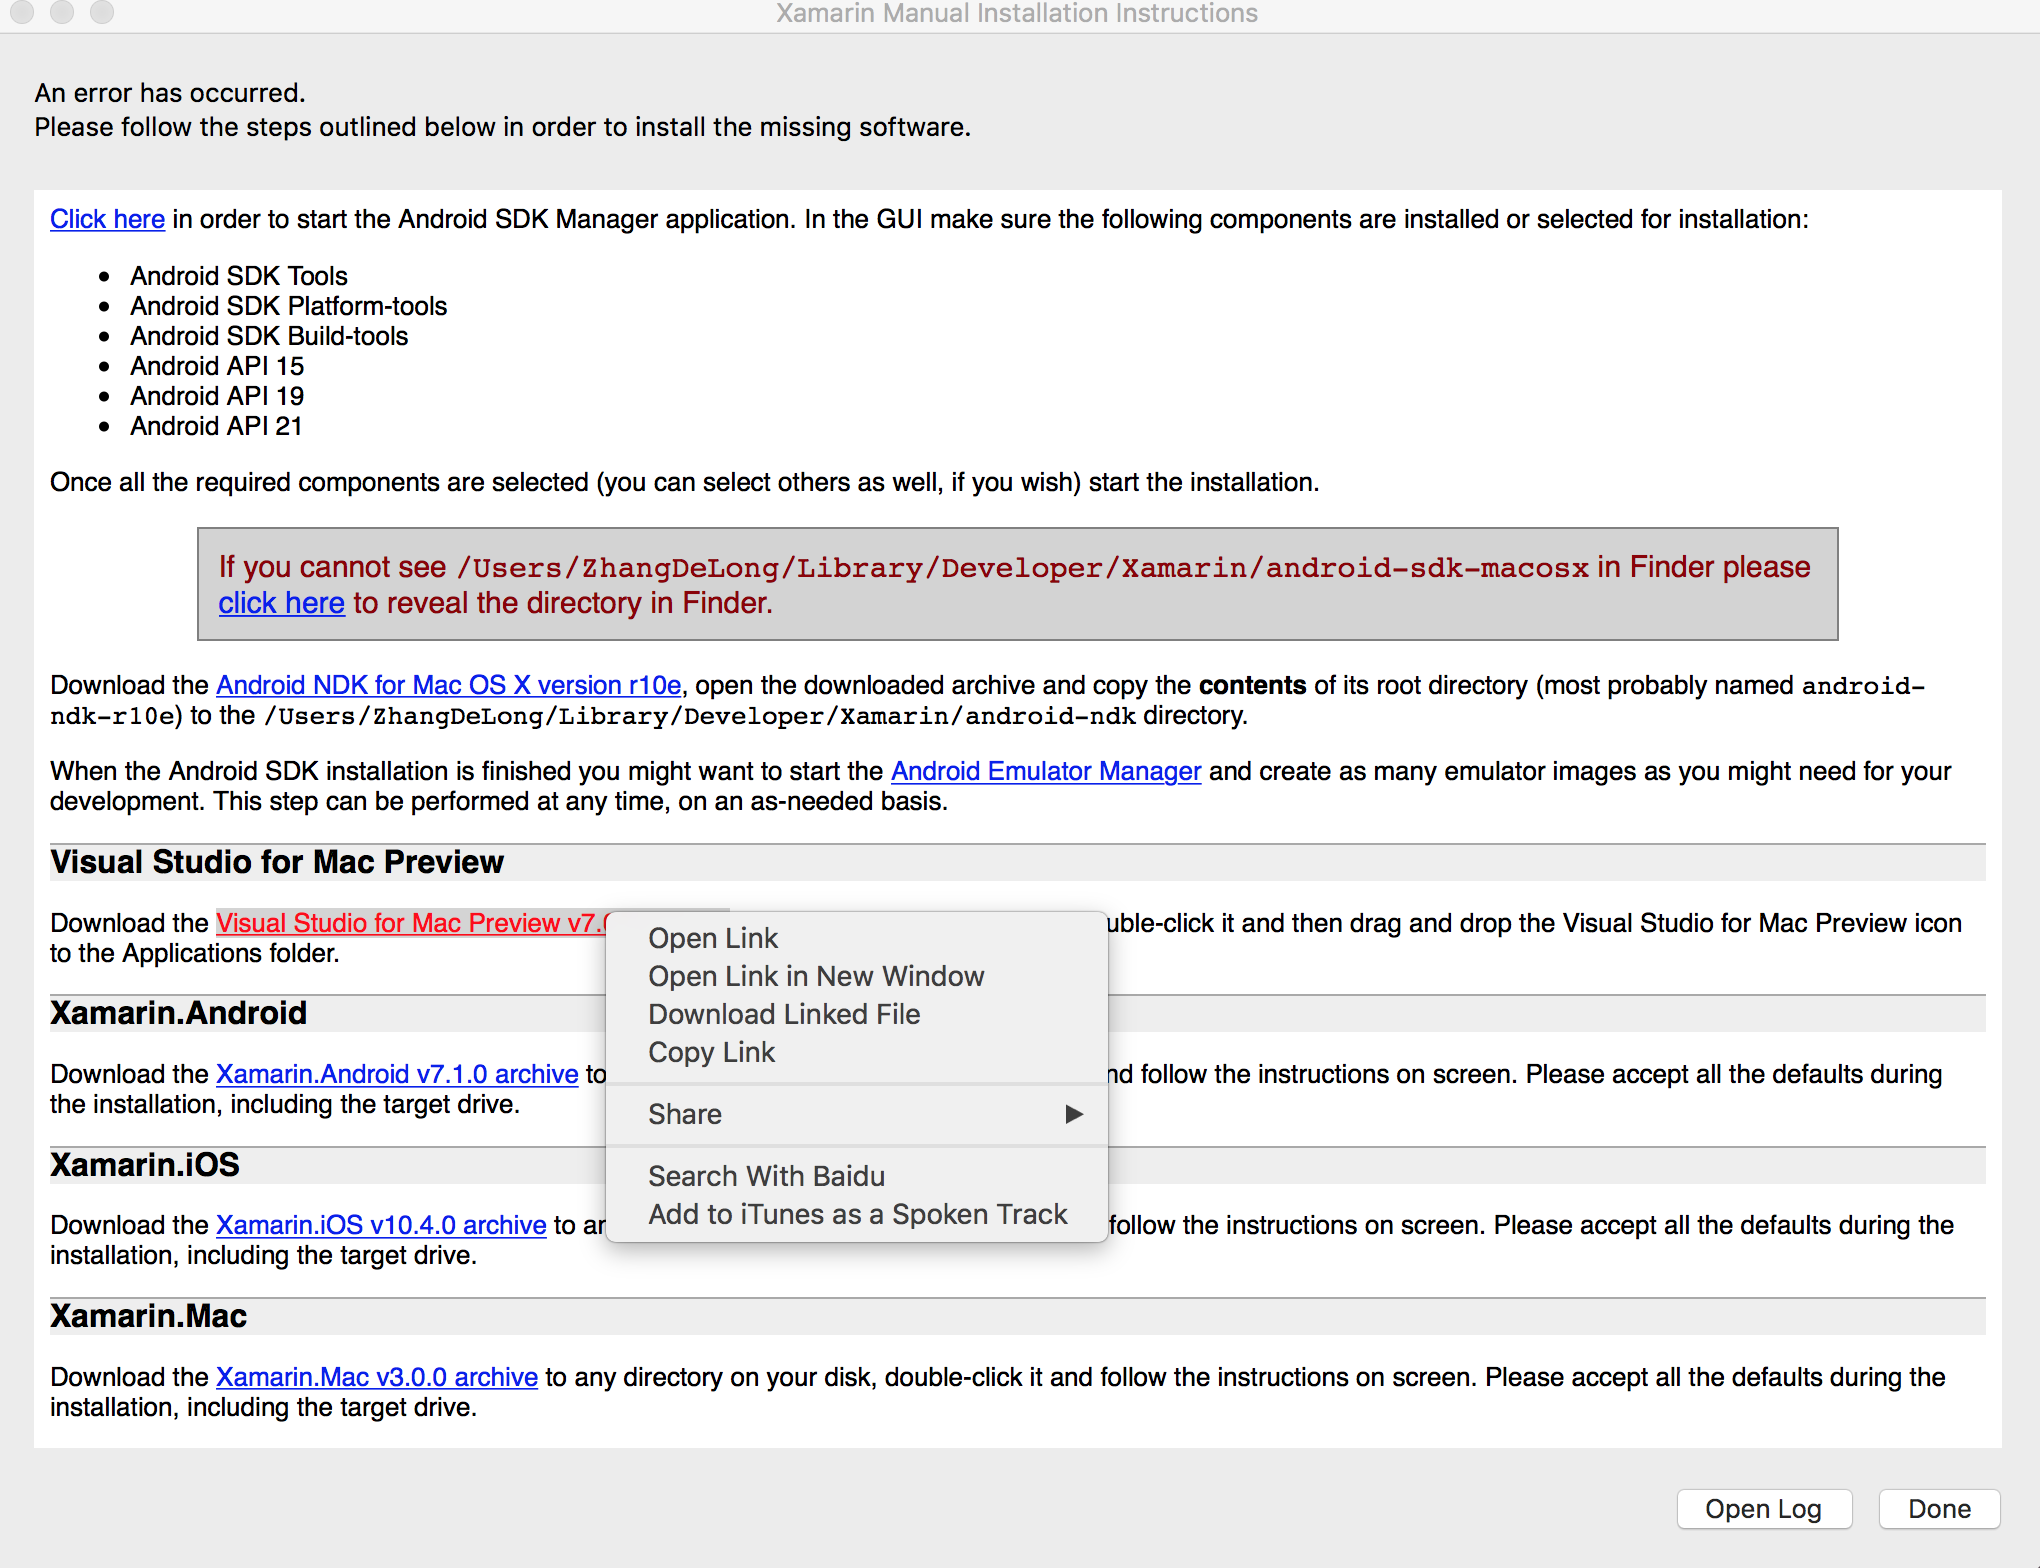 Xamarin Manual Installation Instructions
An error has occurred.
Please follow the steps outlined below in order to install the missing software.
Click here in order to start the Android SDK Manager application. In the GUI make sure the following components are installed or selected for installation:
• Android SDK Tools
• Android SDK Platform-tools
• Android SDK Build-tools
• Android API 15
• Android API 19
• Android API 21
Once all the required components are selected (you can select others as well, if you wish) start the installation.
If you cannot see /Users/ZhangDeLong/Library/Developer/Xamarin/android-sdk-macosx in Finder please
click here to reveal the directory in Finder.
Download the Android NDK for Mac OS X version r10e, open the downloaded archive and copy the contents of its root directory (most probably named android-
ndk-r10e) to the /Users/ZhangDeLong/Library/Developer/Xamarin/android-ndk directory.
When the Android SDK installation is finished you might want to start the Android Emulator Manager and create as many emulator images as you might need for your
development. This step can be performed at any time, on an as-needed basis.
Visual Studio for Mac Preview
Download the Visual Studio for Mac Preview v7. uble-click it and then drag and drop the Visual Studio for Mac Preview icon
to the Applications folder.
Xamarin.Android
Download the Xamarin.Android v7.1.0 archive to nd follow the instructions on screen. Please accept all the defaults during
the installation, including the target drive.
Xamarin.iOS
Download the Xamarin.iOS v10.4.0 archive to follow the instructions on screen. Please accept all the defaults during the
installation, including the target drive.
Xamarin.Mac
Download the Xamarin.Mac v3.0.0 archive to any directory on your disk, double-click it and follow the instructions on screen. Please accept all the defaults during the
installation, including the target drive.
Open Link
Open Link in New Window
Download Linked File
Copy Link
Share
Search With Baidu
Add to iTunes as a Spoken Track
Open Log
Done